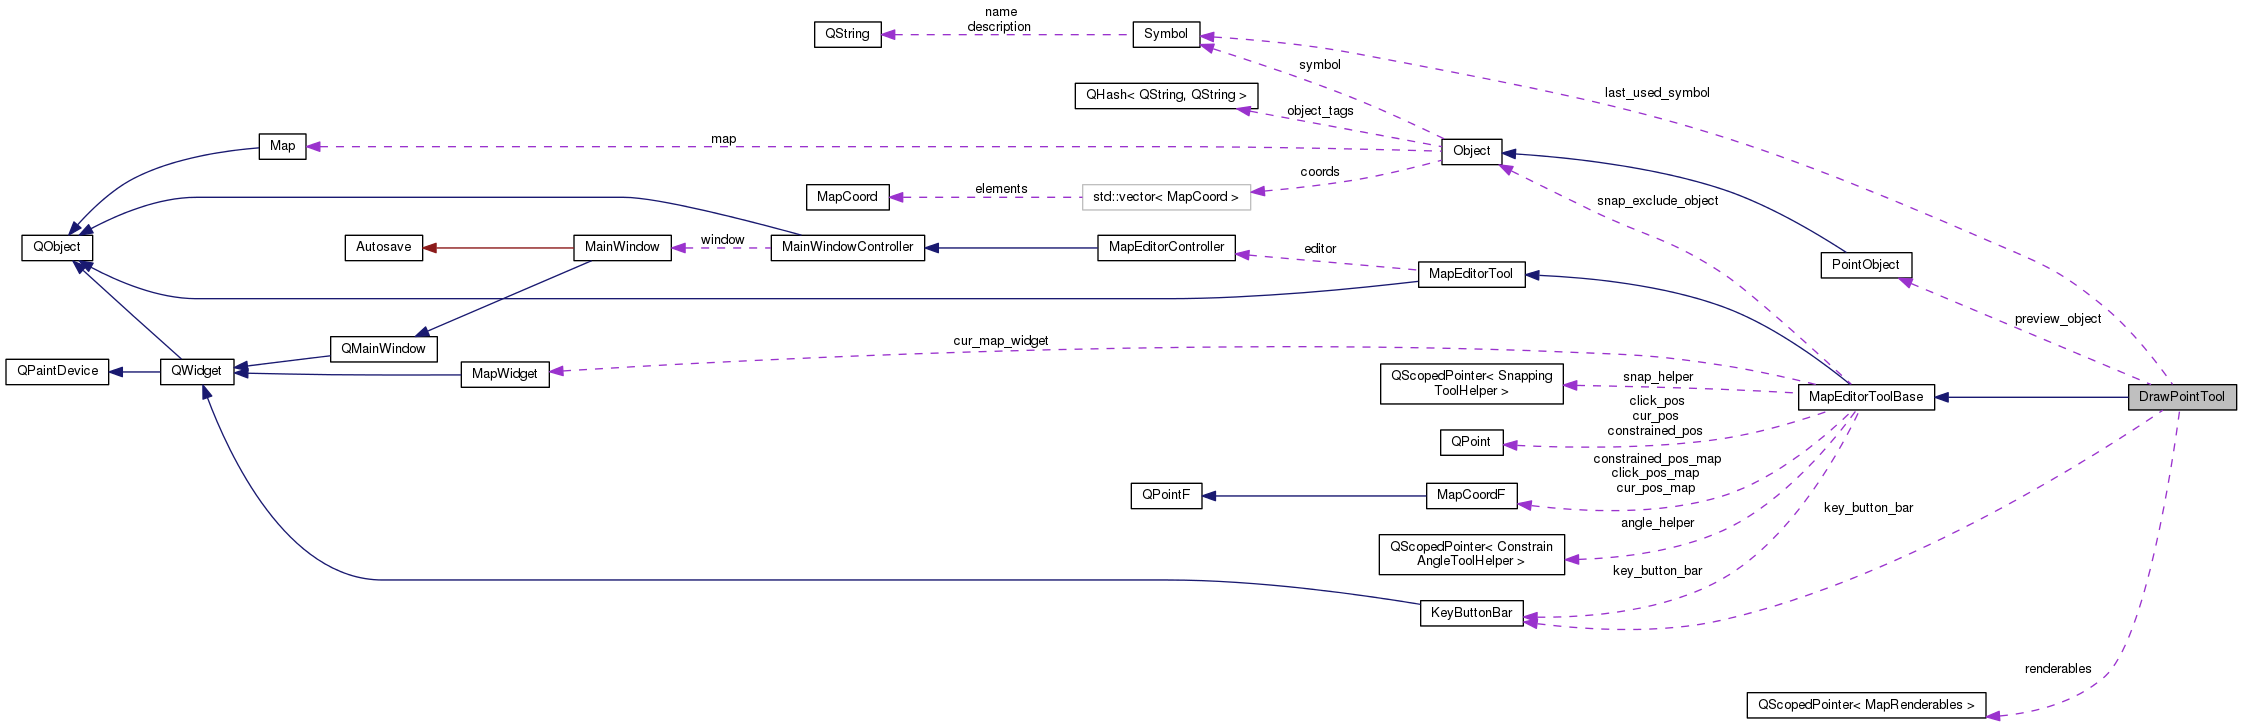 name
description
QString
Symbol
symbol
last_used_symbol
QHash< QString, QString >
object_tags
Map
map
Object
coords
MapCoord
elements
std::vector< MapCoord >
snap_exclude_object
QObject
Autosave
MainWindow
window
MainWindowController
MapEditorController
editor
MapEditorTool
PointObject
preview_object
QMainWindow
cur_map_widget
QPaintDevice
QWidget
MapWidget
QScopedPointer< Snapping
ToolHelper >
snap_helper
MapEditorToolBase
DrawPointTool
click_pos
cur_pos
constrained_pos
QPoint
constrained_pos_map
click_pos_map
cur_pos_map
QPointF
MapCoordF
key_button_bar
angle_helper
QScopedPointer< Constrain
AngleToolHelper >
key_button_bar
KeyButtonBar
renderables
QScopedPointer< MapRenderables >